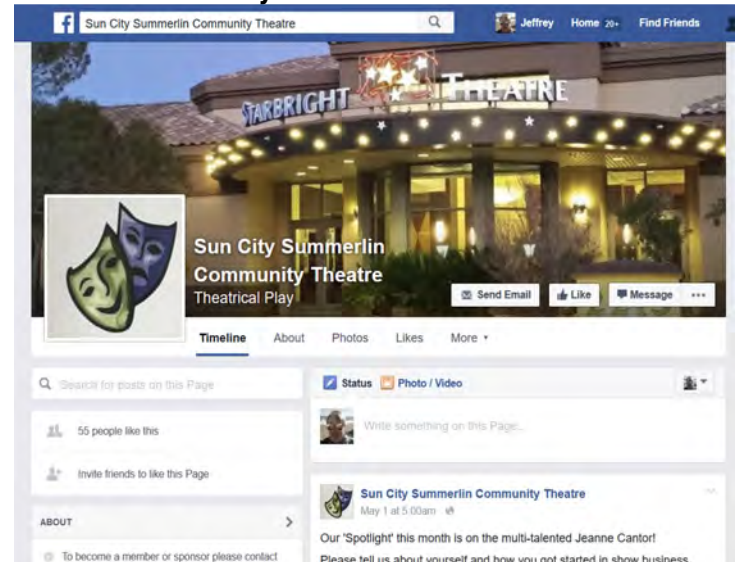 Sun City Summerlin Community Theatre
Jeffrey Home 20+ Find Friends
STARBRIGHT THEATRE
Sun City Summerlin
Community Theatre
Theatrical Play
Send Email Like Message ...
Timeline About Photos Likes More
Search for posts on this Page
55 people like this
Invite friends to like this Page
ABOUT
To become a member or sponsor please contact
Status Photo / Video
Write something on this Page...
Sun City Summerlin Community Theatre
May 1 at 5:00am
Our 'Spotlight' this month is on the multi-talented Jeanne Cantor!
Please tell us about yourself and how you got started in show business.